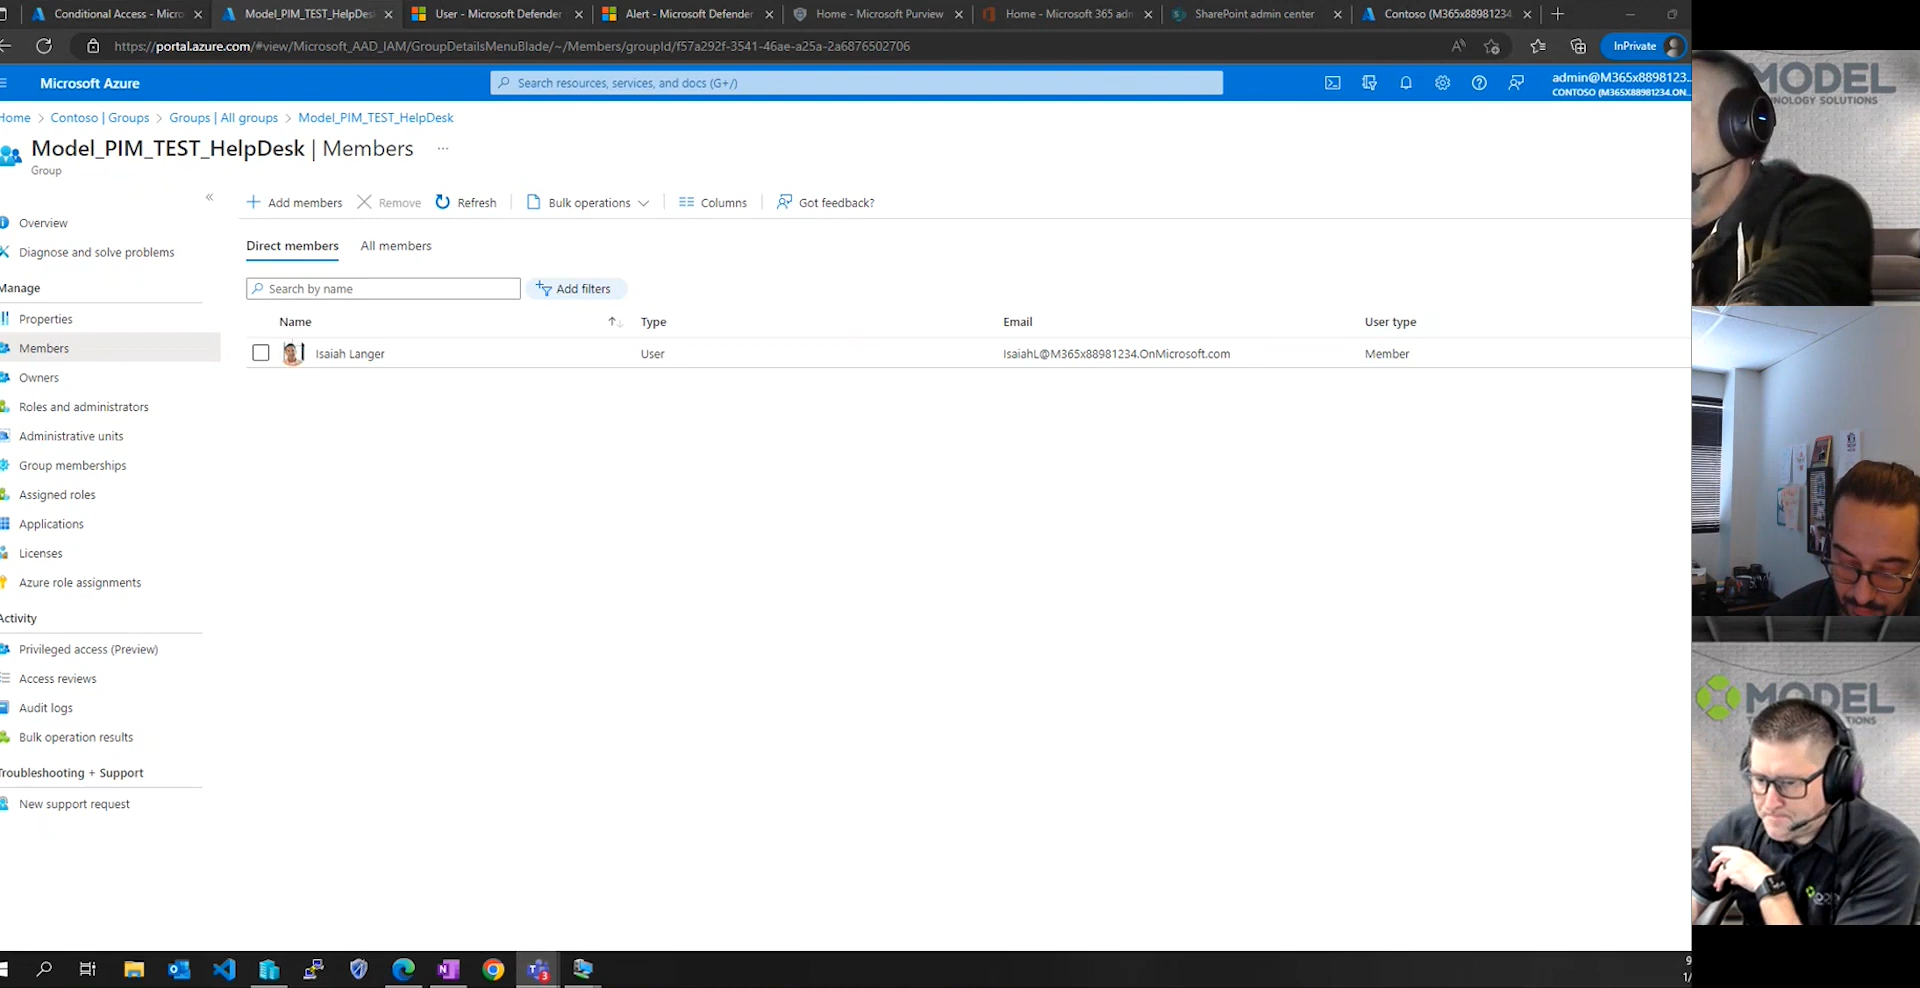 Conditional Access - Micro
Model_PIM_TEST_HelpDes
User - Microsoft Defender
Alert - Microsoft Defender
Home - Microsoft Purview
Home - Microsoft 365 adm
SharePoint admin center
Contoso (M365x88981234
https://portal.azure.com/#view/Microsoft_AAD_IAM/GroupDetailsMenuBlade/~/Members/groupId/f57a292f-3541-46ae-a25a-2a6876502706
InPrivate
Microsoft Azure
Search resources, services, and docs (G+/)
admin@M365x8898123...
CONTOSO (M365X88981234.ON...
Home > Contoso | Groups > Groups | All groups > Model_PIM_TEST_HelpDesk
Model_PIM_TEST_HelpDesk | Members
...
Group
«
Add members
Remove
Refresh
Bulk operations
Columns
Got feedback?
Overview
Diagnose and solve problems
Manage
Properties
Members
Owners
Roles and administrators
Administrative units
Group memberships
Assigned roles
Applications
Licenses
Azure role assignments
Activity
Privileged access (Preview)
Access reviews
Audit logs
Bulk operation results
Troubleshooting + Support
New support request
Direct members
All members
Search by name
Add filters
Name
Type
Email
User type
Isaiah Langer
User
IsaiahL@M365x88981234.OnMicrosoft.com
Member
MODEL
MODEL
3
9
1/